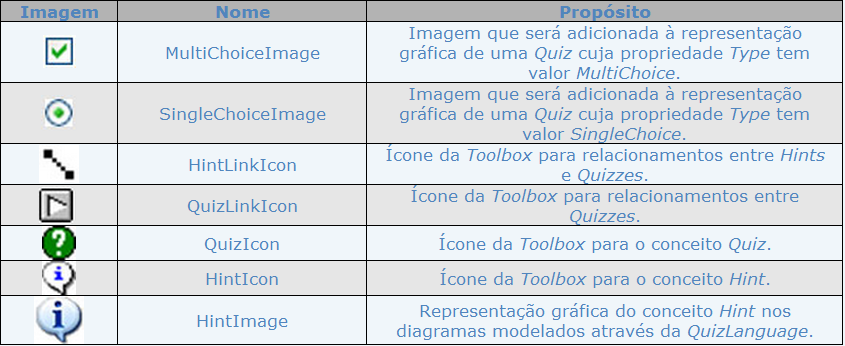 Imagem Nome Propósito
MultiChoiceImage
Imagem que será adicionada à representação
gráfica de uma Quiz cuja propriedade Type tem
valor MultiChoice.
SingleChoiceImage
Imagem que será adicionada à representação
gráfica de uma Quiz cuja propriedade Type tem
valor SingleChoice.
HintLinkIcon
Ícone da Toolbox para relacionamentos entre Hints
e Quizzes.
QuizLinkIcon
Ícone da Toolbox para relacionamentos entre
Quizzes.
QuizIcon
Ícone da Toolbox para o conceito Quiz.
HintIcon
Ícone da Toolbox para o conceito Hint.
HintImage
Representação gráfica do conceito Hint nos
diagramas modelados através da QuizLanguage.